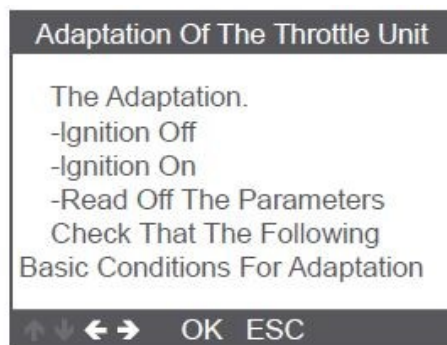 Adaptation Of The Throttle Unit
The Adaptation.
-Ignition Off
-Ignition On
-Read Off The Parameters
Check That The Following
Basic Conditions For Adaptation
OK ESC